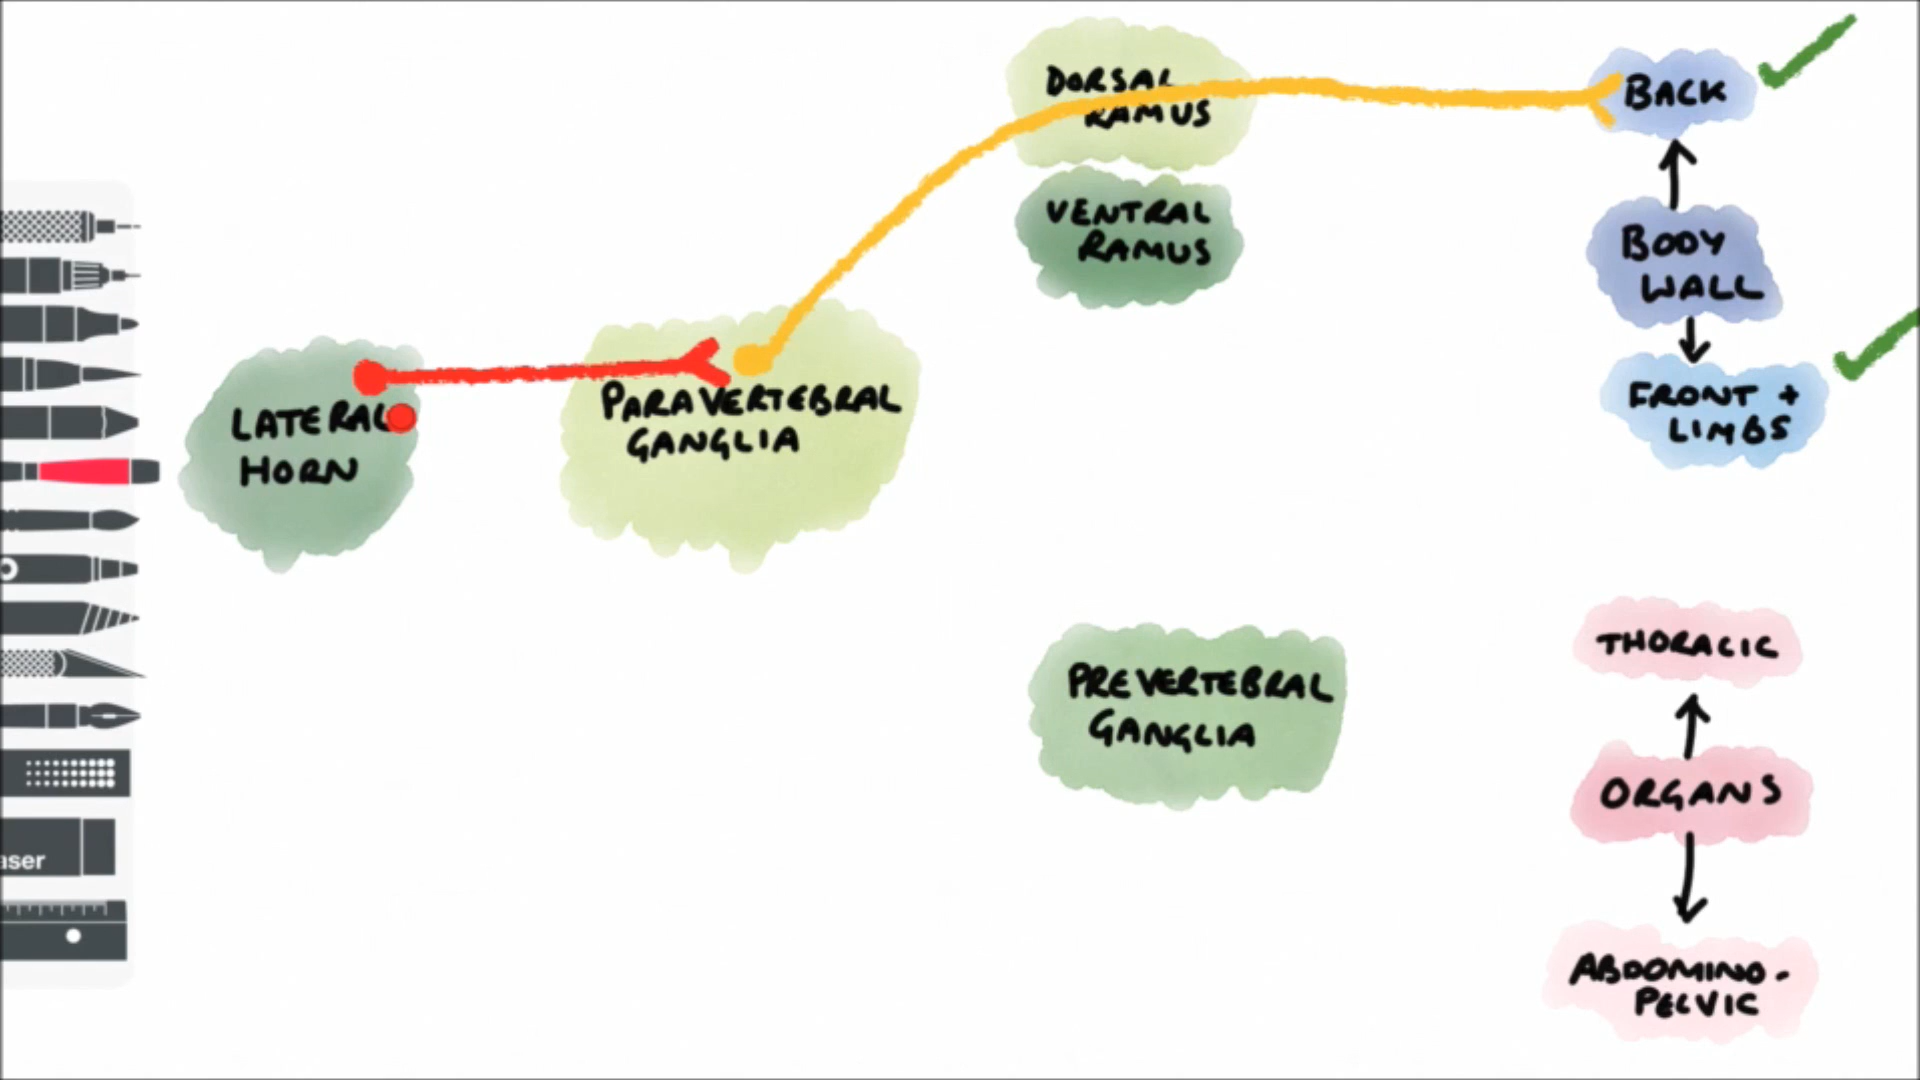 DORSAL
RAMUS
BACK
VENTRAL
RAMUS
BODY
WALL
LATERAL
HORN
PARAVERTEBRAL
GANGLIA
FRONT +
LIMBS
THORACIC
PREVERTEBRAL
GANGLIA
ORGANS
aser
ABDOMINO-
PELVIC